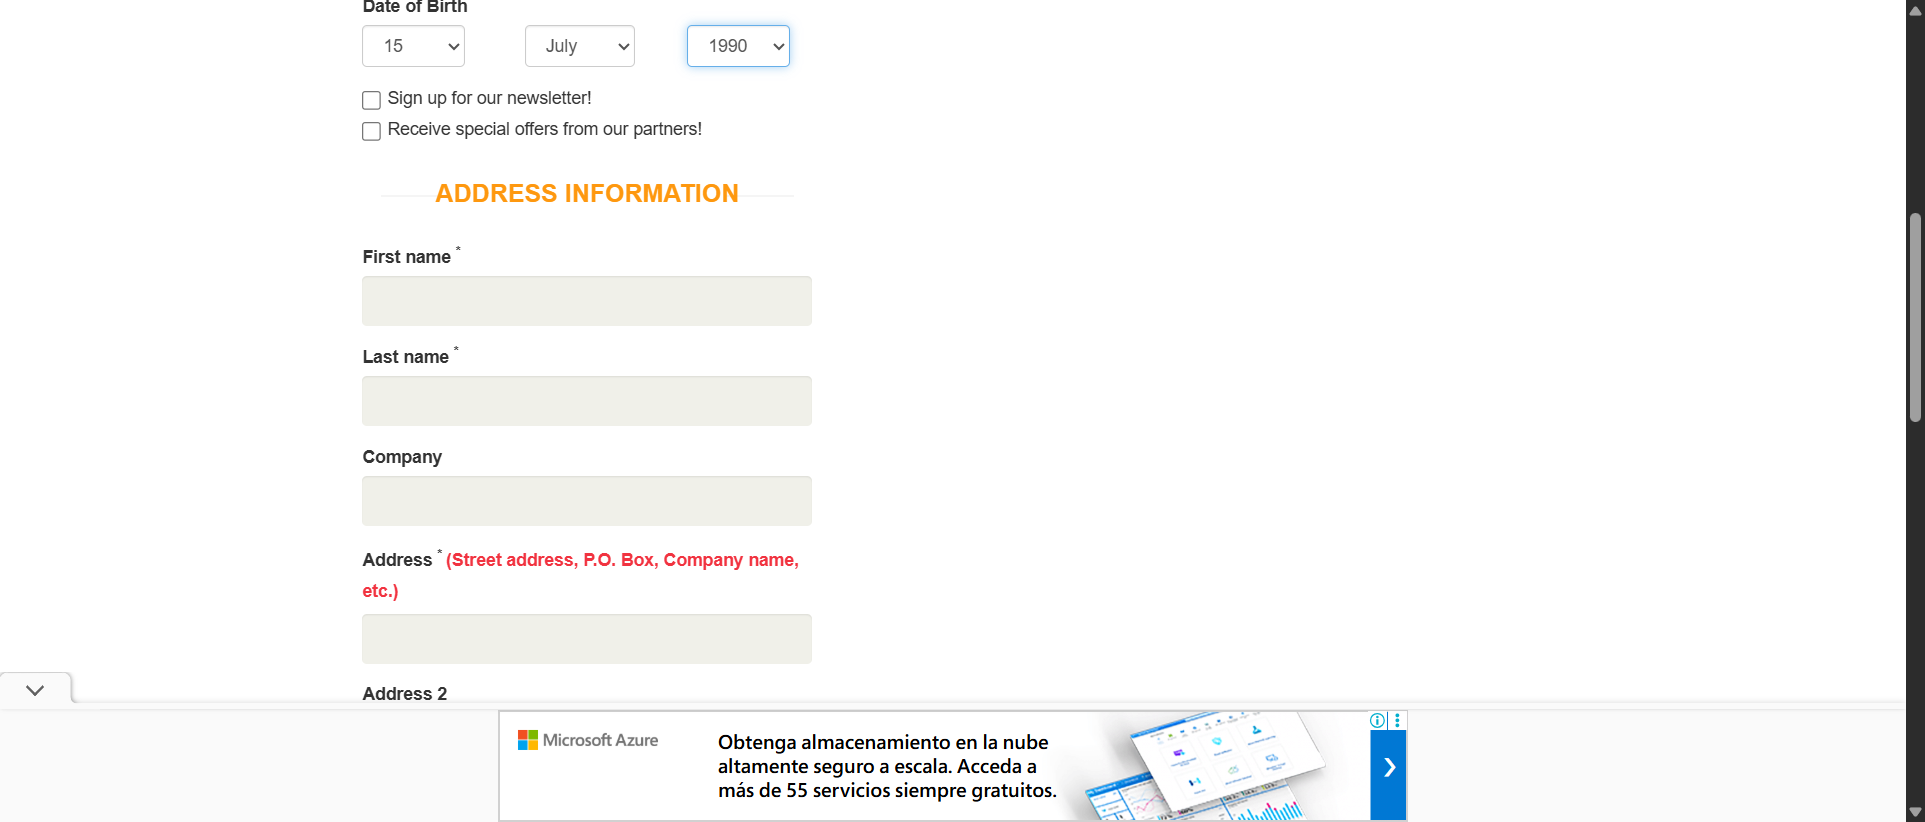 Date of Birth
15 July 1990
Sign up for our newsletter!
Receive special offers from our partners!
ADDRESS INFORMATION
First name *
Last name *
Company
Address * (Street address, P.O. Box, Company name,
etc.)
Address 2
Microsoft Azure
Obtenga almacenamiento en la nube
altamente seguro a escala. Acceda a
más de 55 servicios siempre gratuitos.